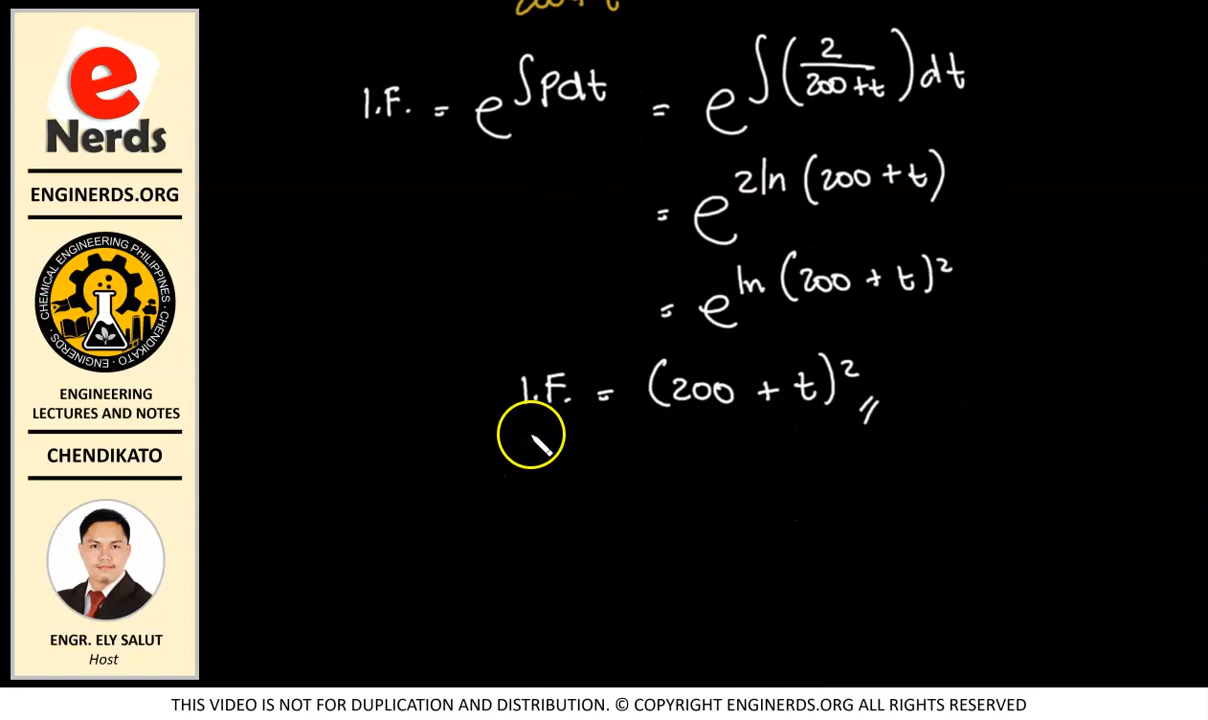 e
Nerds
ENGINERDS.ORG
CHEMICAL ENGINEERING PHILIPPINES
· CHENDIKATO · ENGINERDS ·
ENGINEERING
LECTURES AND NOTES
CHENDIKATO
ENGR. ELY SALUT
Host
I.F. = e^∫Pdt = e^∫(2/(200+t))dt
= e^2ln(200+t)
= e^ln(200+t)²
I.F. = (200+t)²
THIS VIDEO IS NOT FOR DUPLICATION AND DISTRIBUTION. © COPYRIGHT ENGINERDS.ORG ALL RIGHTS RESERVED